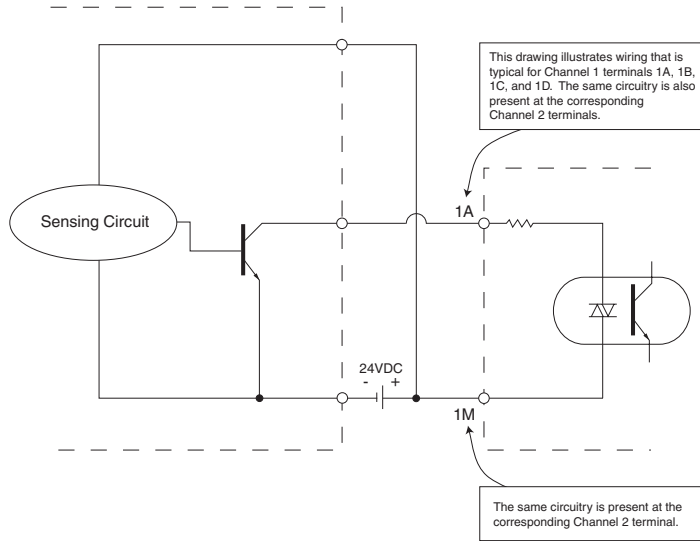 This drawing illustrates wiring that is
typical for Channel 1 terminals 1A, 1B,
1C, and 1D. The same circuitry is also
present at the corresponding
Channel 2 terminals.
1A
Sensing Circuit
24VDC
- +
1M
The same circuitry is present at the
corresponding Channel 2 terminal.